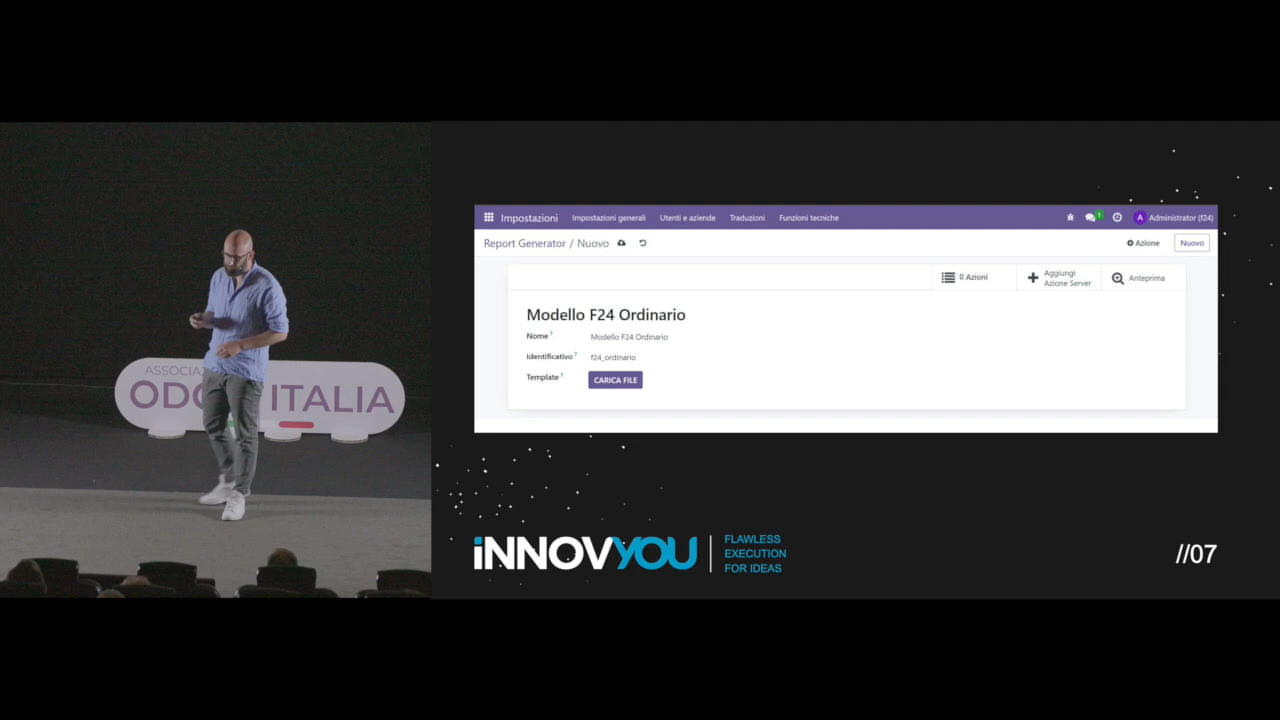 ASSOCIAZ
ODO ITALIA
Impostazioni Impostazioni generali Utenti e aziende Traduzioni Funzioni tecniche 1 A Administrator (f24)
Report Generator / Nuovo Azione Nuovo
0 Azioni
Aggiungi
Azione Server
Anteprima
Modello F24 Ordinario
Nome ? Modello F24 Ordinario
Identificativo ? f24_ordinario
Template ? CARICA FILE
iNNOVYOU
FLAWLESS
EXECUTION
FOR IDEAS
//07